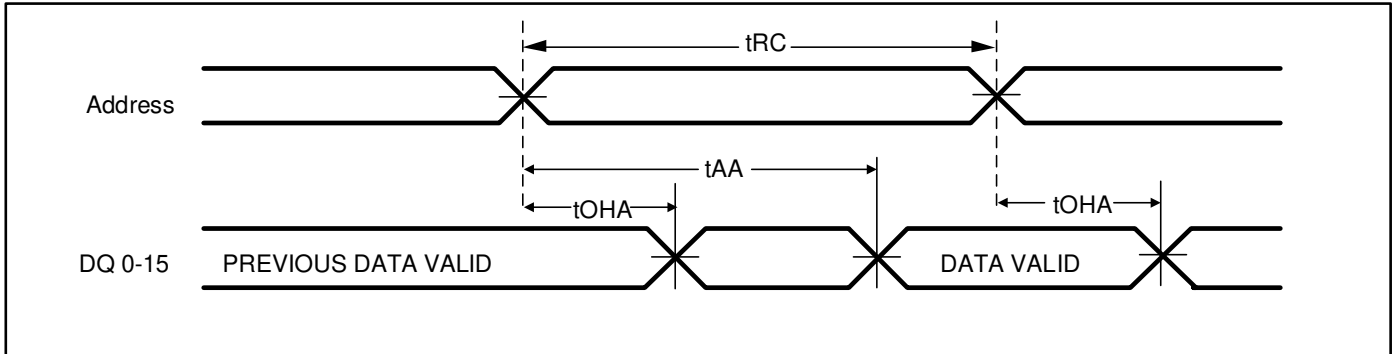 tRC
Address
tAA
tOHA
tOHA
DQ 0-15
PREVIOUS DATA VALID
DATA VALID